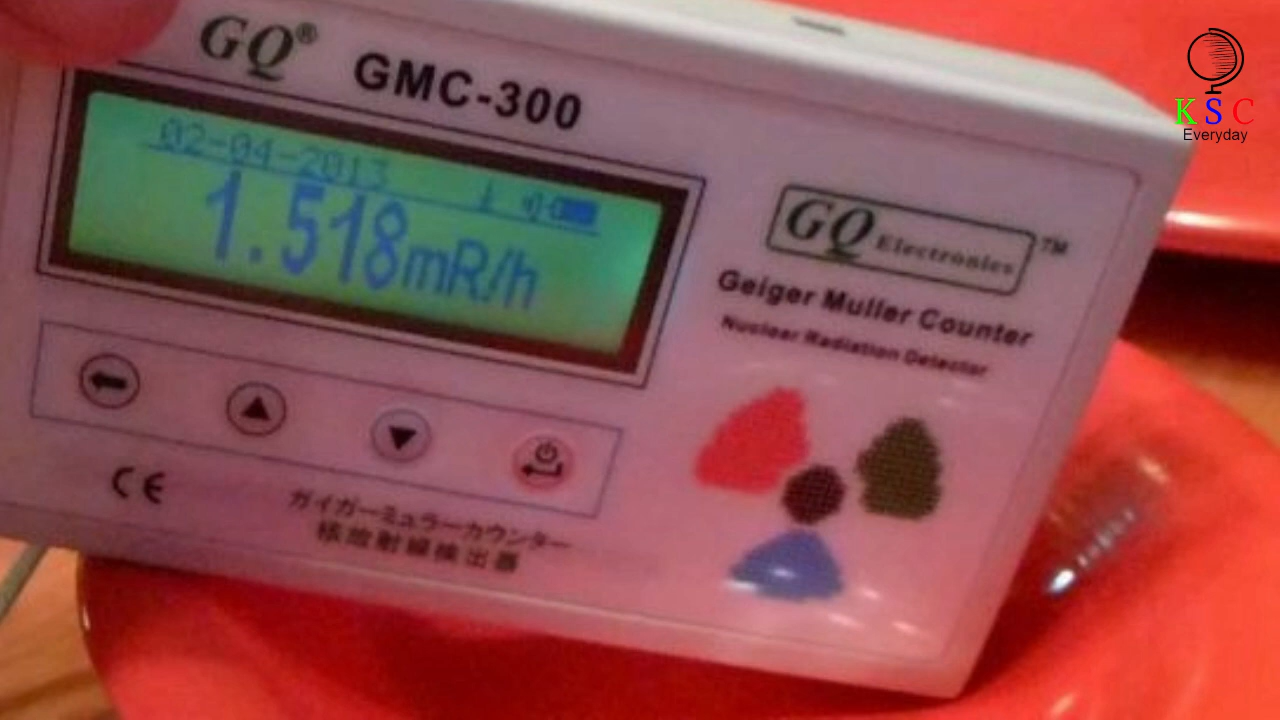 GQ®
GMC-300
02-04-2013
1.518mR/h
GQ Electronics™
Geiger Muller Counter
Nuclear Radiation Detector
CE
ガイガーミュラーカウンター
核放射線検出器
KSC
Everyday